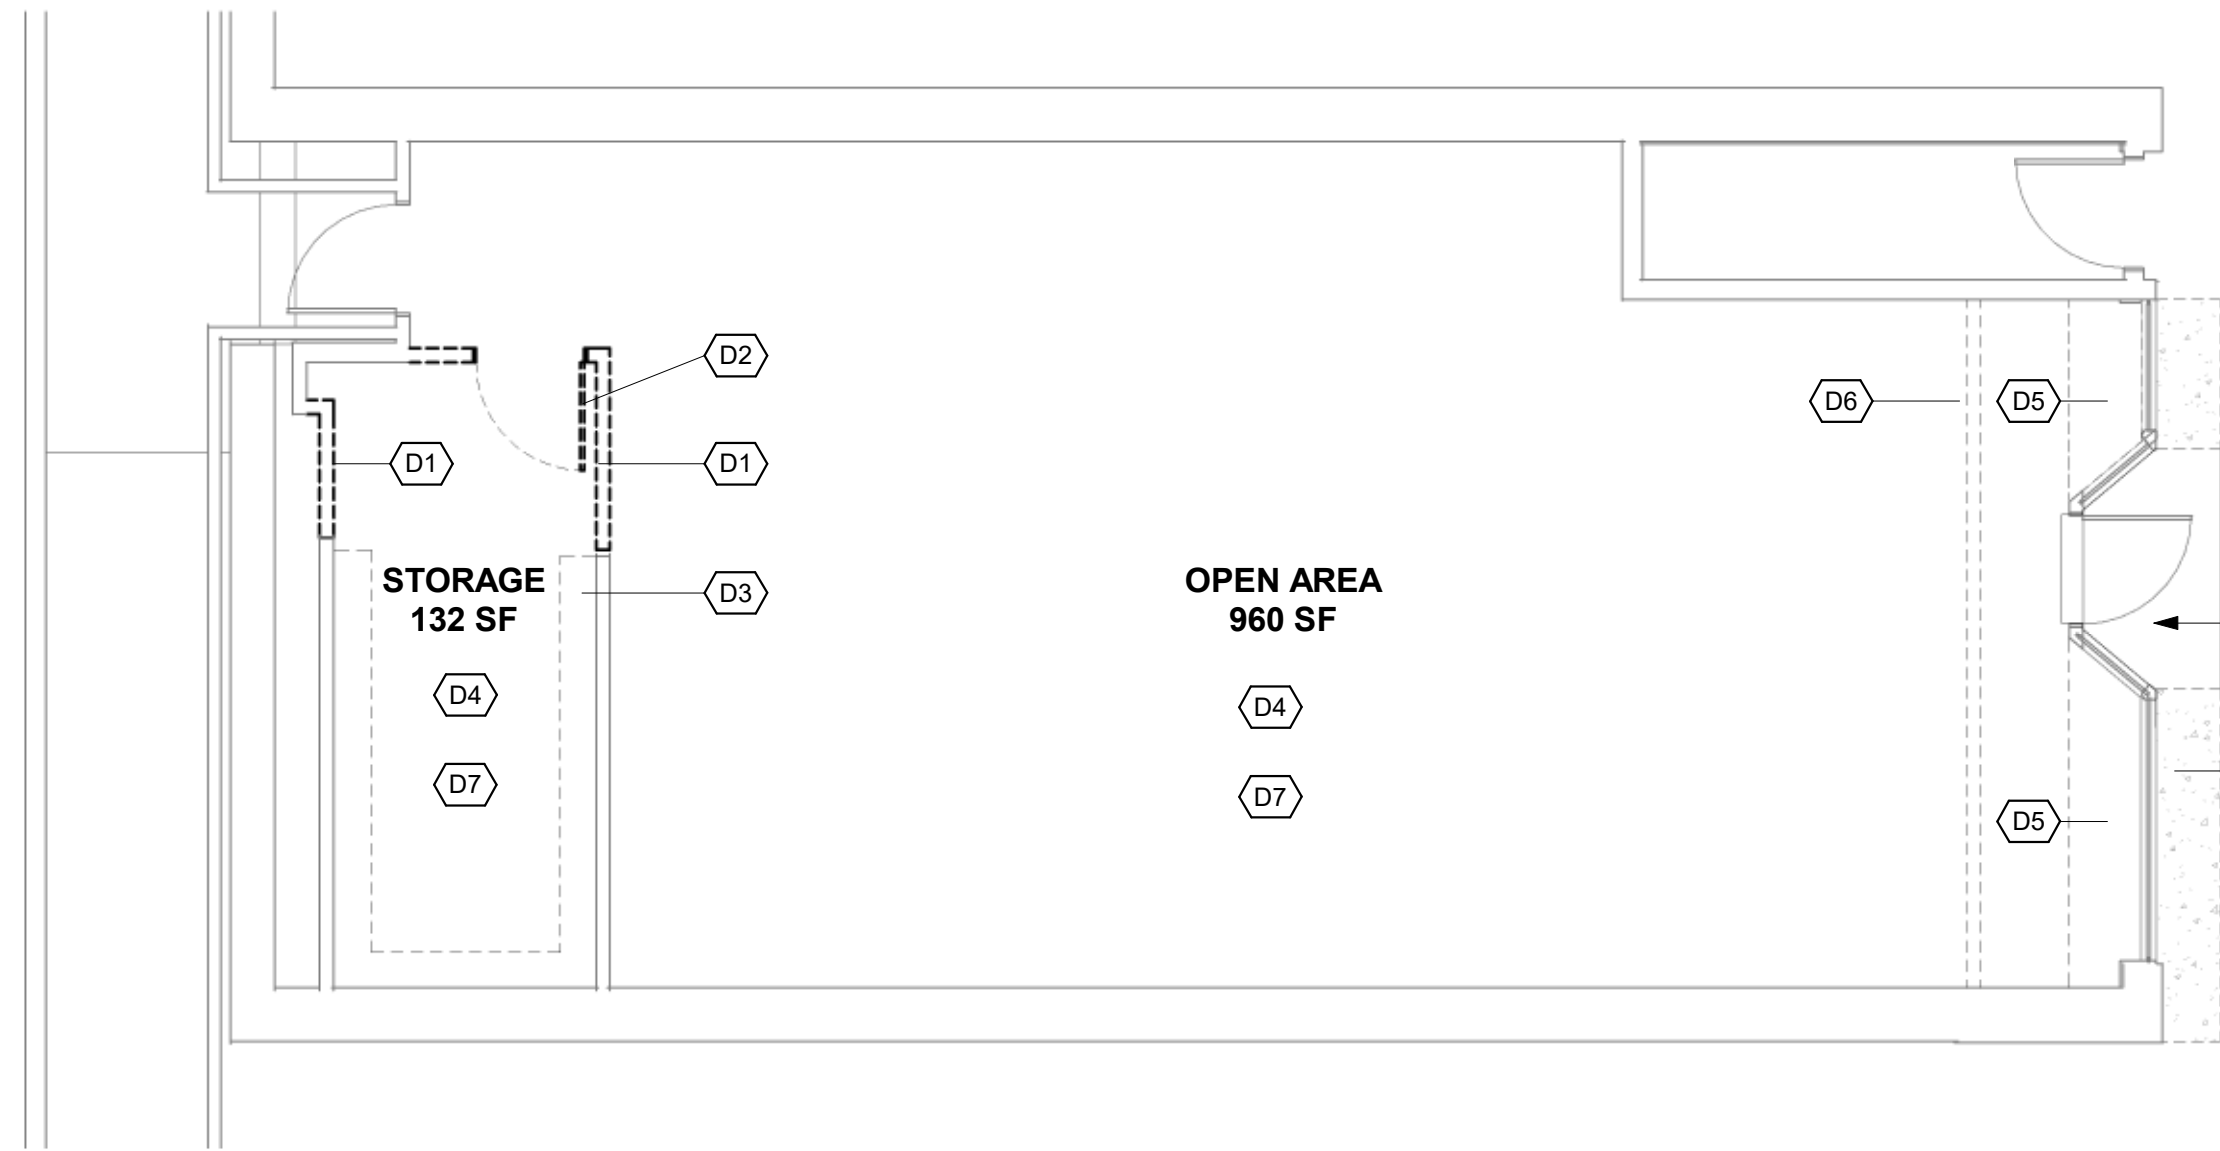 D2
D6
D5
D1
D1
STORAGE
132 SF
D3
OPEN AREA
960 SF
D4
D4
D7
D7
D5